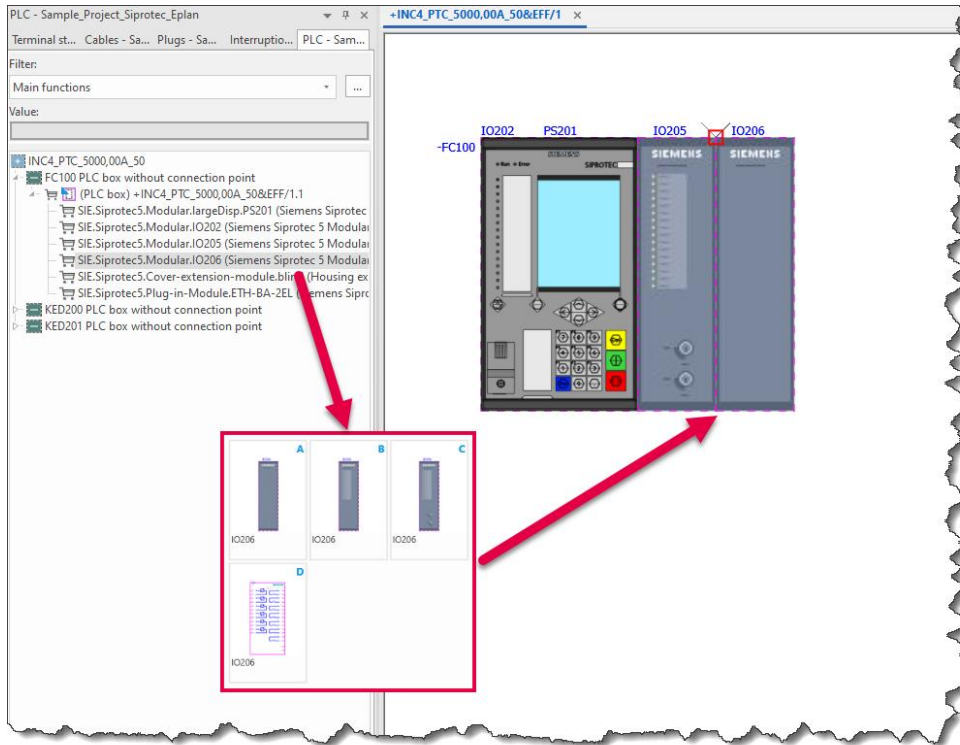 PLC - Sample_Project_Siprotec_Eplan
Terminal st... Cables - Sa... Plugs - Sa... Interruptio... PLC - Sam...
Filter:
Main functions
...
Value:
INC4_PTC_5000,00A_50
FC100 PLC box without connection point
(PLC box) +INC4_PTC_5000,00A_50&EFF/1.1
SIE.Siprotec5.Modular.largeDisp.PS201 (Siemens Siprotec
SIE.Siprotec5.Modular.IO202 (Siemens Siprotec 5 Modular
SIE.Siprotec5.Modular.IO205 (Siemens Siprotec 5 Modular
SIE.Siprotec5.Modular.IO206 (Siemens Siprotec 5 Modular
SIE.Siprotec5.Cover-extension-module.blin (Housing ex
SIE.Siprotec5.Plug-in-Module.ETH-BA-2EL
KED200 PLC box without connection point
KED201 PLC box without connection point
+INC4_PTC_5000,00A_50&EFF/1
IO202 PS201 IO205 IO206
-FC100
SIEMENS SIEMENS SIEMENS
Run Error SIPROTEC
A B C
IO206 IO206 IO206
D
IO206